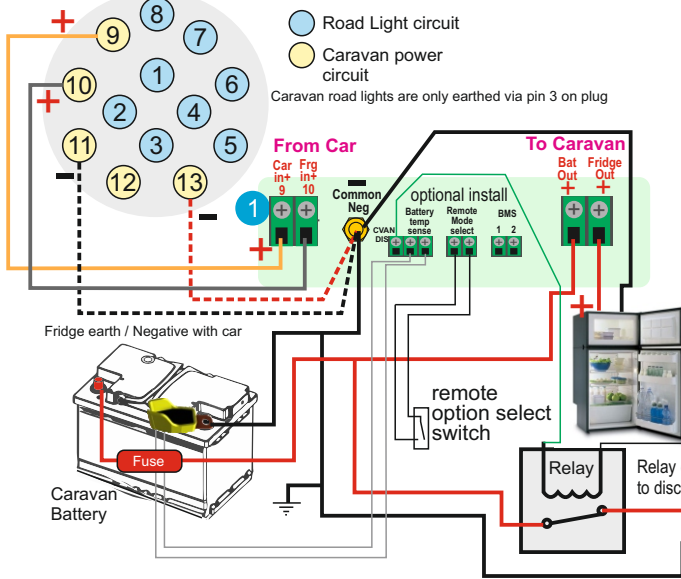 8
9
7
Road Light circuit
Caravan power
circuit
1
10
6
2
4
Caravan road lights are only earthed via pin 3 on plug
11
3
5
12
13
From Car
To Caravan
Car
in+
9
Frg
in+
10
Bat
Out
Fridge
Out
1
Common
Neg
optional install
CVAN
DIS
Battery
temp
sense
Remote
Mode
select
BMS
1 2
Fridge earth / Negative with car
remote
option select
switch
Fuse
Caravan
Battery
Relay
Relay
to disc